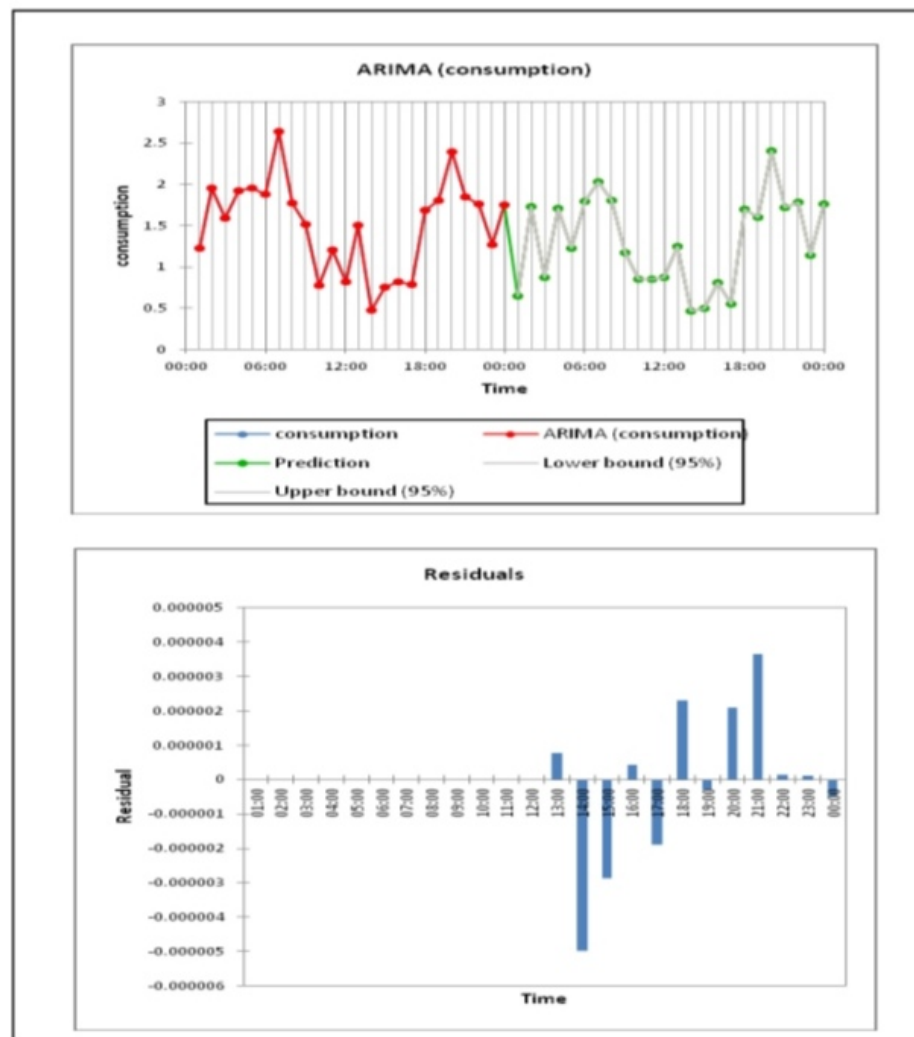 ARIMA (consumption)
3
2.5
2
1.5
1
0.5
0
consumption
00:00 06:00 12:00 18:00 00:00 06:00 12:00 18:00 00:00
Time
consumption ARIMA (consumption)
Prediction Lower bound (95%)
Upper bound (95%)
Residuals
0.000005
0.000004
0.000003
0.000002
0.000001
0
-0.000001
-0.000002
-0.000003
-0.000004
-0.000005
-0.000006
Residual
01:00 02:00 03:00 04:00 05:00 06:00 07:00 08:00 09:00 10:00 11:00 12:00 13:00 14:00 15:00 16:00 17:00 18:00 19:00 20:00 21:00 22:00 23:00 00:00
Time